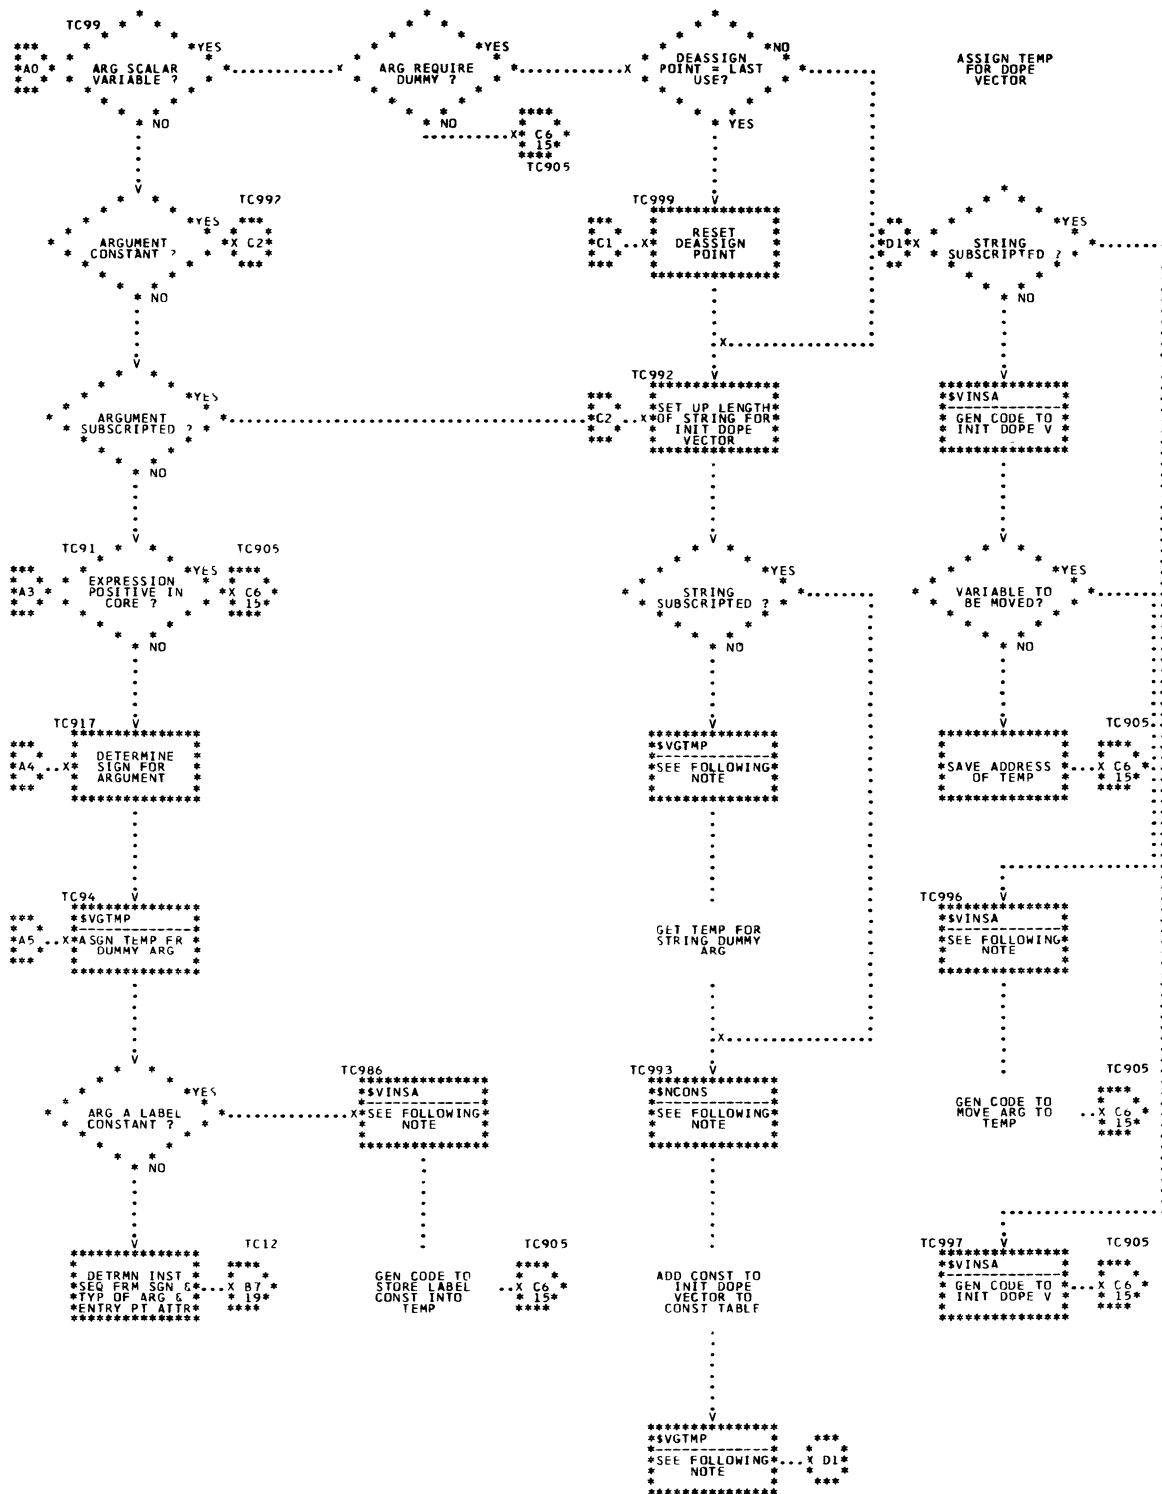 TC99
YES
A0
ARG SCALAR
VARIABLE ?
NO
YES
ARG REQUIRE
DUMMY?
NO
C6
15
TC905
NO
DEASSIGN
POINT = LAST
USE?
YES
ASSIGN TEMP
FOR DOPE
VECTOR
TC992
YES
ARGUMENT
CONSTANT ?
C2
NO
TC999
C1
RESET
DEASSIGN
POINT
D1
YES
STRING
SUBSCRIPTED ?
NO
YES
ARGUMENT
SUBSCRIPTED ?
NO
TC992
C2
SET UP LENGTH
OF STRING FOR
INIT DOPE
VECTOR
$VINSA
GEN CODE TO
INIT DOPE V
TC91
TC905
YES
A3
EXPRESSION
POSITIVE IN
CORE ?
C6
15
NO
YES
STRING
SUBSCRIPTED ?
NO
YES
VARIABLE TO
BE MOVED?
NO
TC917
A4
DETERMINE
SIGN FOR
ARGUMENT
$VGTMP
SEE FOLLOWING
NOTE
TC905
SAVE ADDRESS
OF TEMP
C6
15
TC94
A5
$VGTMP
ASGN TEMP FR
DUMMY ARG
GET TEMP FOR
STRING DUMMY
ARG
TC996
$VINSA
SEE FOLLOWING
NOTE
YES
ARG A LABEL
CONSTANT ?
NO
TC986
$VINSA
SEE FOLLOWING
NOTE
TC993
$NCONS
SEE FOLLOWING
NOTE
TC905
GEN CODE TO
MOVE ARG TO
TEMP
C6
15
TC12
DETRMN INST
SEQ FRM SGN &
TYP OF ARG &
ENTRY PT ATTR
B7
19
TC905
GEN CODE TO
STORE LABEL
CONST INTO
TEMP
C6
15
ADD CONST TO
INIT DOPE
VECTOR TO
CONST TABLE
TC997
TC905
$VINSA
GEN CODE TO
INIT DOPE V
C6
15
$VGTMP
SEE FOLLOWING
NOTE
D1